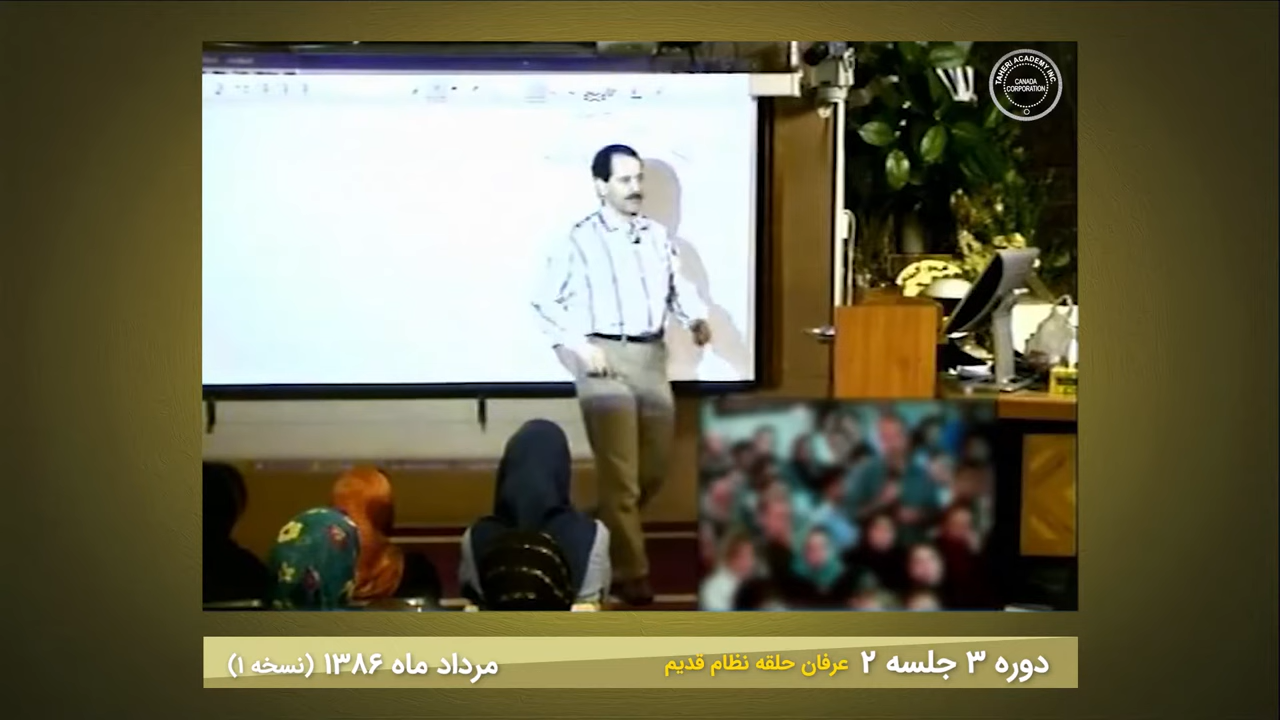 TAHERI ACADEMY INC.
CANADA
CORPORATION
دوره ۳ جلسه ۲ عرفان حلقه نظام قدیم
مرداد ماه ۱۳۸۶ (نسخه ۱)